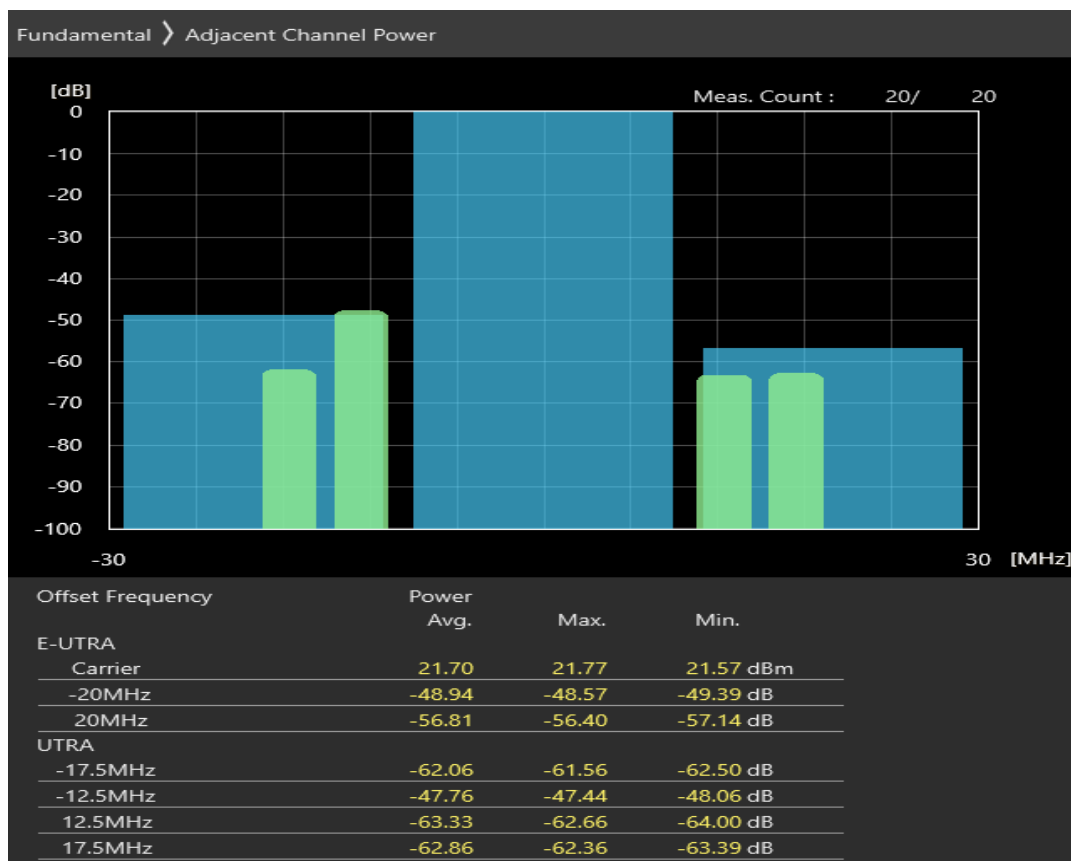 Fundamental 》 Adjacent Channel Power
[dB]
Meas. Count : 20/ 20
0
-10
-20
-30
-40
-50
-60
-70
-80
-90
-100
-30 30 [MHz]
Offset Frequency Power
Avg. Max. Min.
E-UTRA
Carrier 21.70 21.77 21.57 dBm
-20MHz -48.94 -48.57 -49.39 dB
20MHz -56.81 -56.40 -57.14 dB
UTRA
-17.5MHz -62.06 -61.56 -62.50 dB
-12.5MHz -47.76 -47.44 -48.06 dB
12.5MHz -63.33 -62.66 -64.00 dB
17.5MHz -62.86 -62.36 -63.39 dB